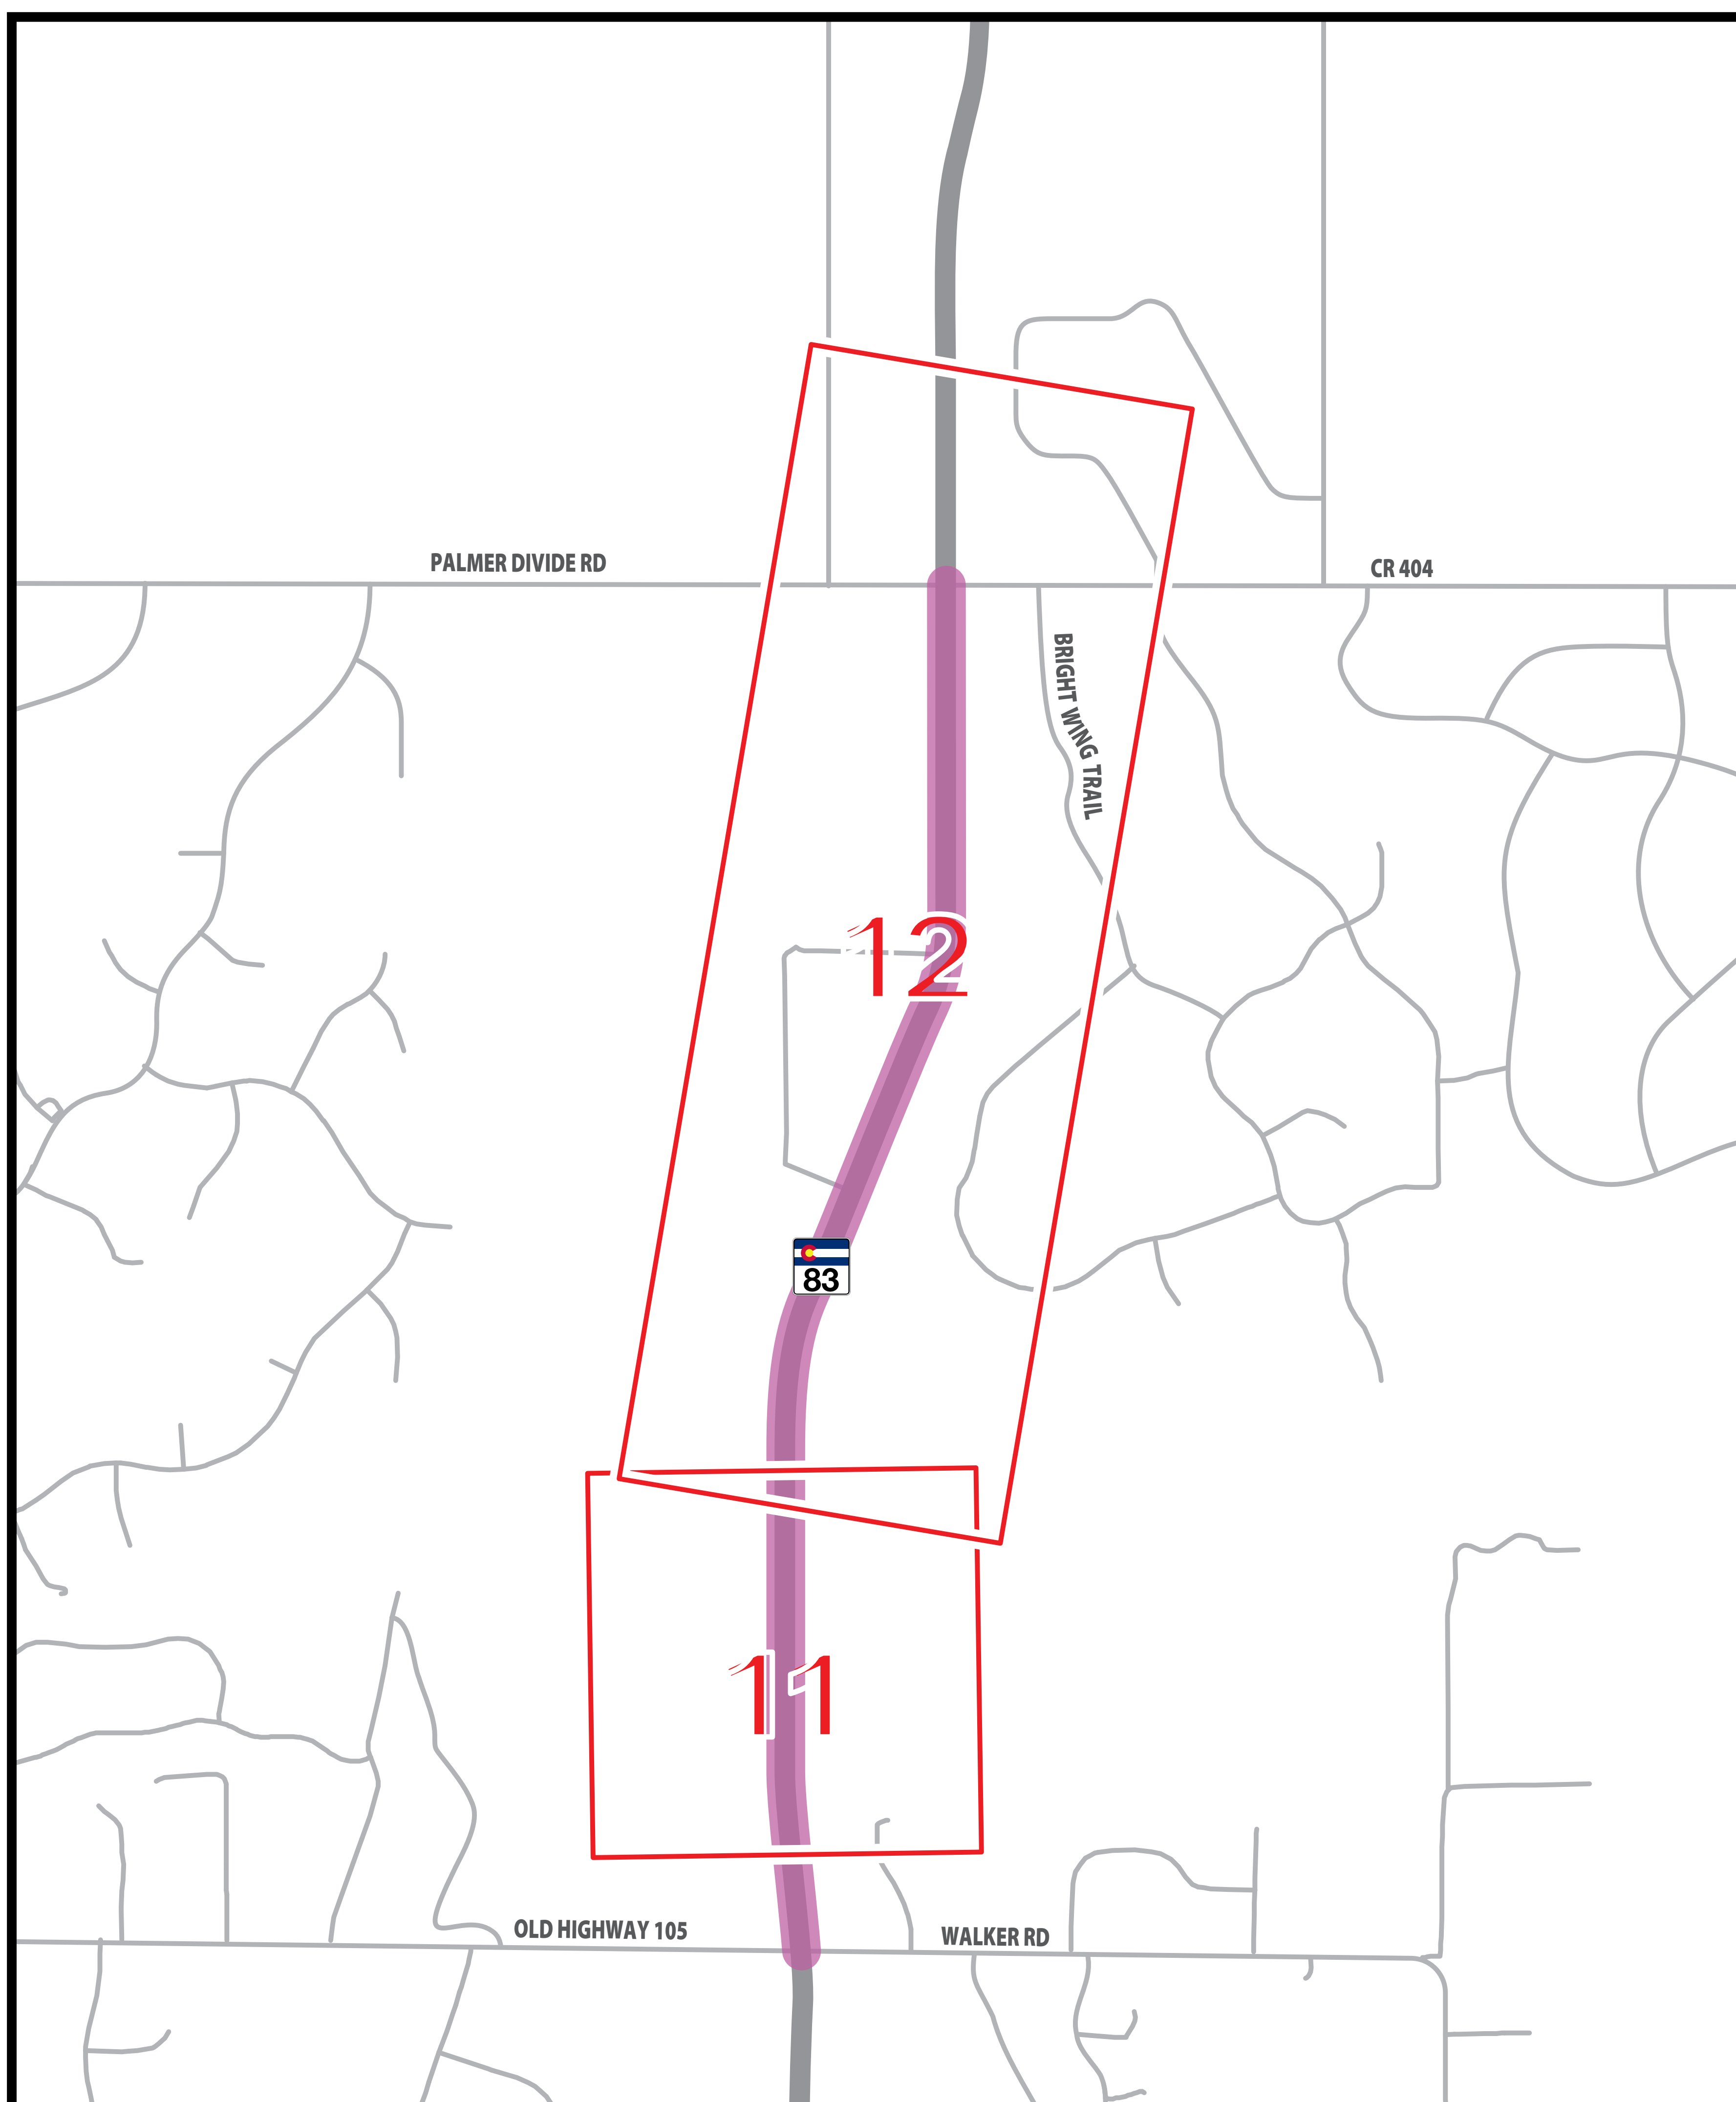 PALMER DIVIDE RD
CR 404
BRIGHT WING TRAIL
12
83
11
OLD HIGHWAY 105
WALKER RD